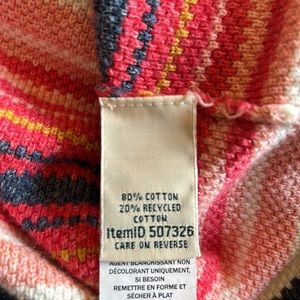 80% COTTON
20% RECYCLED
COTTON
ItemID 507326
CARE ON REVERSE
AGENT BLANCHISSANT NON
DÉCOLORANT UNIQUEMENT,
SI BESOIN
REMETTRE EN FORME ET
SÉCHER À PLAT